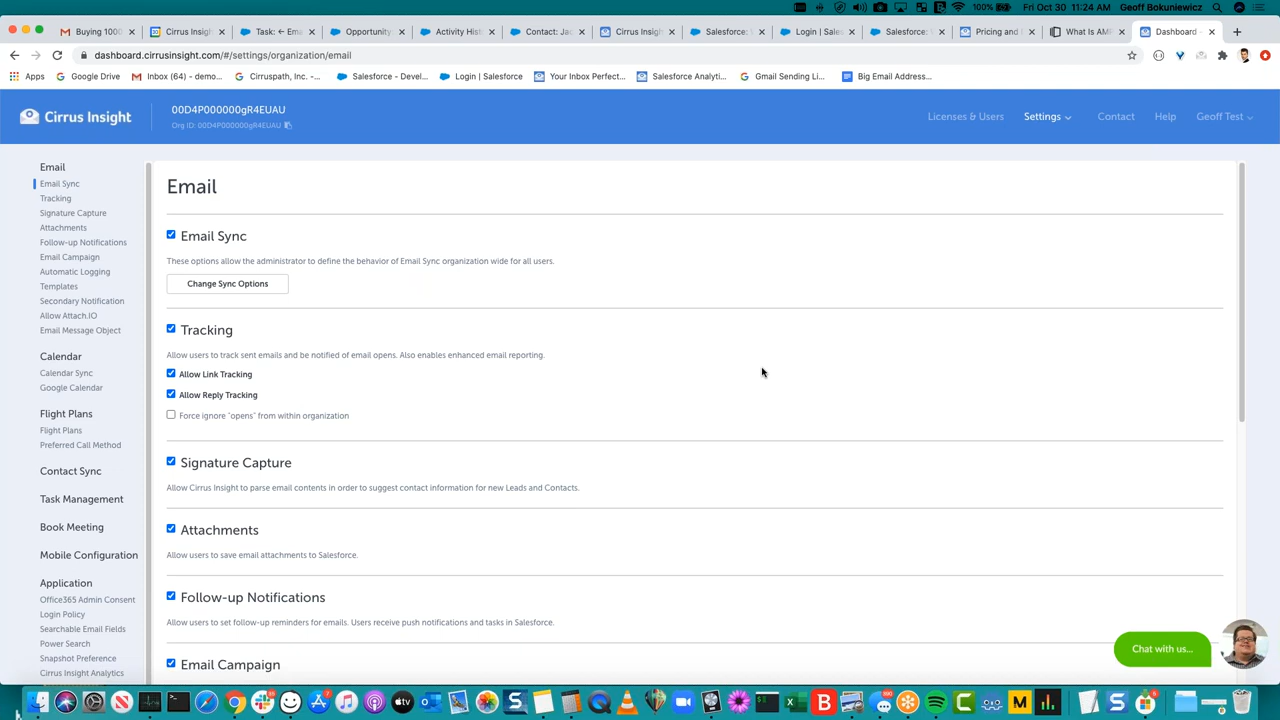 100%
Fri Oct 30 11:24 AM
Geoff Bokuniewicz
Buying 1000
Cirrus Insigh
Task: ← Ema
Opportunity
Activity His
Contact: Jac
Cirrus Insig
Salesforce:
Login | Sales
Salesforce:
Pricing and
What Is AMP
Dashboard -
dashboard.cirrusinsight.com/#/settings/organization/email
Apps
Google Drive
Inbox (64) - demo...
Cirruspath, Inc. -...
Salesforce - Devel...
Login | Salesforce
Your Inbox Perfect...
Salesforce Analyti...
Gmail Sending Li...
Big Email Address...
Cirrus Insight
00D4P000000gR4EUAU
Org ID: 00D4P000000gR4EUAU
Licenses & Users
Settings
Contact
Help
Geoff Test
Email
Email Sync
Tracking
Signature Capture
Attachments
Follow-up Notifications
Email Campaign
Automatic Logging
Templates
Secondary Notification
Allow Attach.IO
Email Message Object
Calendar
Calendar Sync
Google Calendar
Flight Plans
Flight Plans
Preferred Call Method
Contact Sync
Task Management
Book Meeting
Mobile Configuration
Application
Office365 Admin Consent
Login Policy
Searchable Email Fields
Power Search
Snapshot Preference
Cirrus Insight Analytics
Email
Email Sync
These options allow the administrator to define the behavior of Email Sync organization wide for all users.
Change Sync Options
Tracking
Allow users to track sent emails and be notified of email opens. Also enables enhanced email reporting.
Allow Link Tracking
Allow Reply Tracking
Force ignore "opens" from within organization
Signature Capture
Allow Cirrus Insight to parse email contents in order to suggest contact information for new Leads and Contacts.
Attachments
Allow users to save email attachments to Salesforce.
Follow-up Notifications
Allow users to set follow-up reminders for emails. Users receive push notifications and tasks in Salesforce.
Email Campaign
Chat with us...